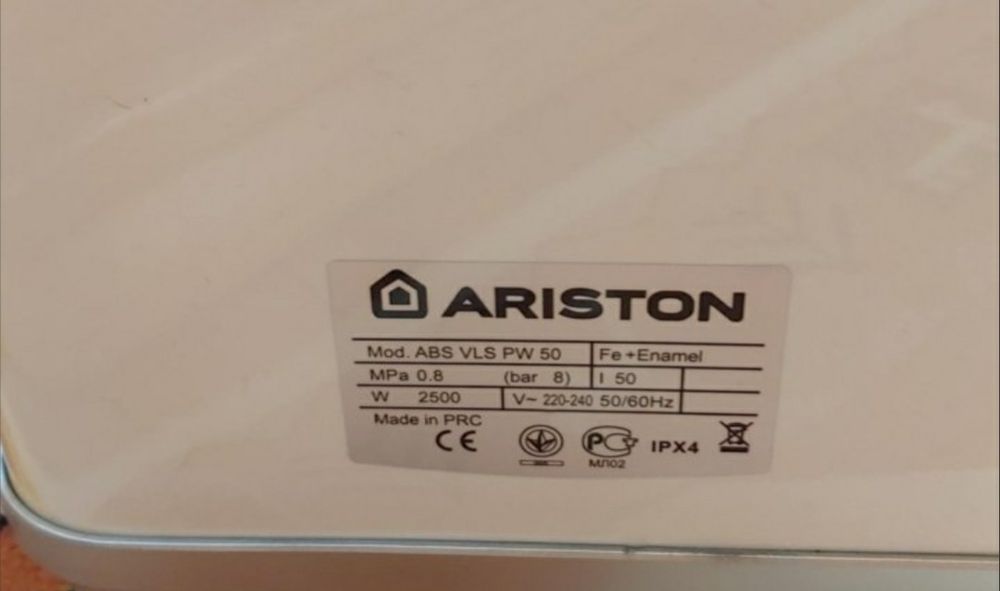 ARISTON
Mod. ABS VLS PW 50 Fe+Enamel
MPa 0.8 (bar 8) l 50
W 2500 V~ 220-240 50/60Hz
Made in PRC
CE PC IPX4
МЛ02